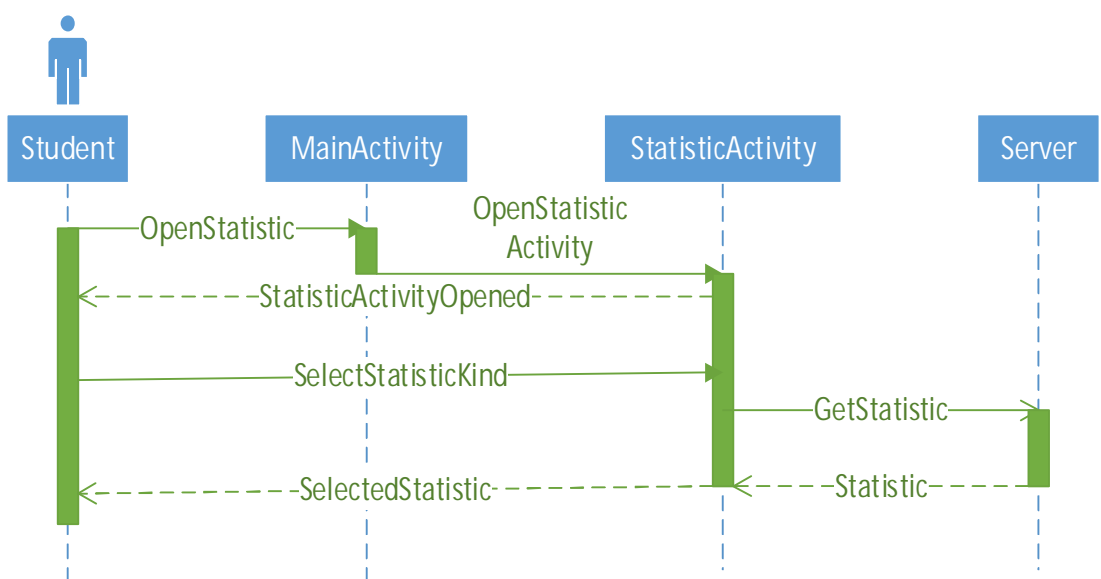 Student
MainActivity
StatisticActivity
Server
OpenStatistic
OpenStatistic
Activity
StatisticActivityOpened
SelectStatisticKind
GetStatistic
SelectedStatistic
Statistic